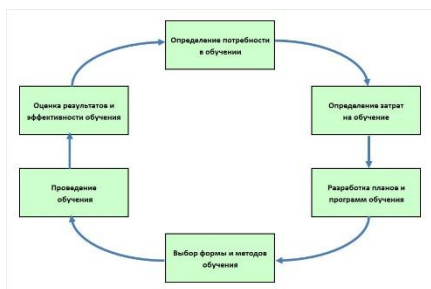 Определение потребности
в обучении
Определение затрат
на обучение
Разработка планов и
программ обучения
Выбор формы и методов
обучения
Проведение
обучения
Оценка результатов и
эффективности обучения